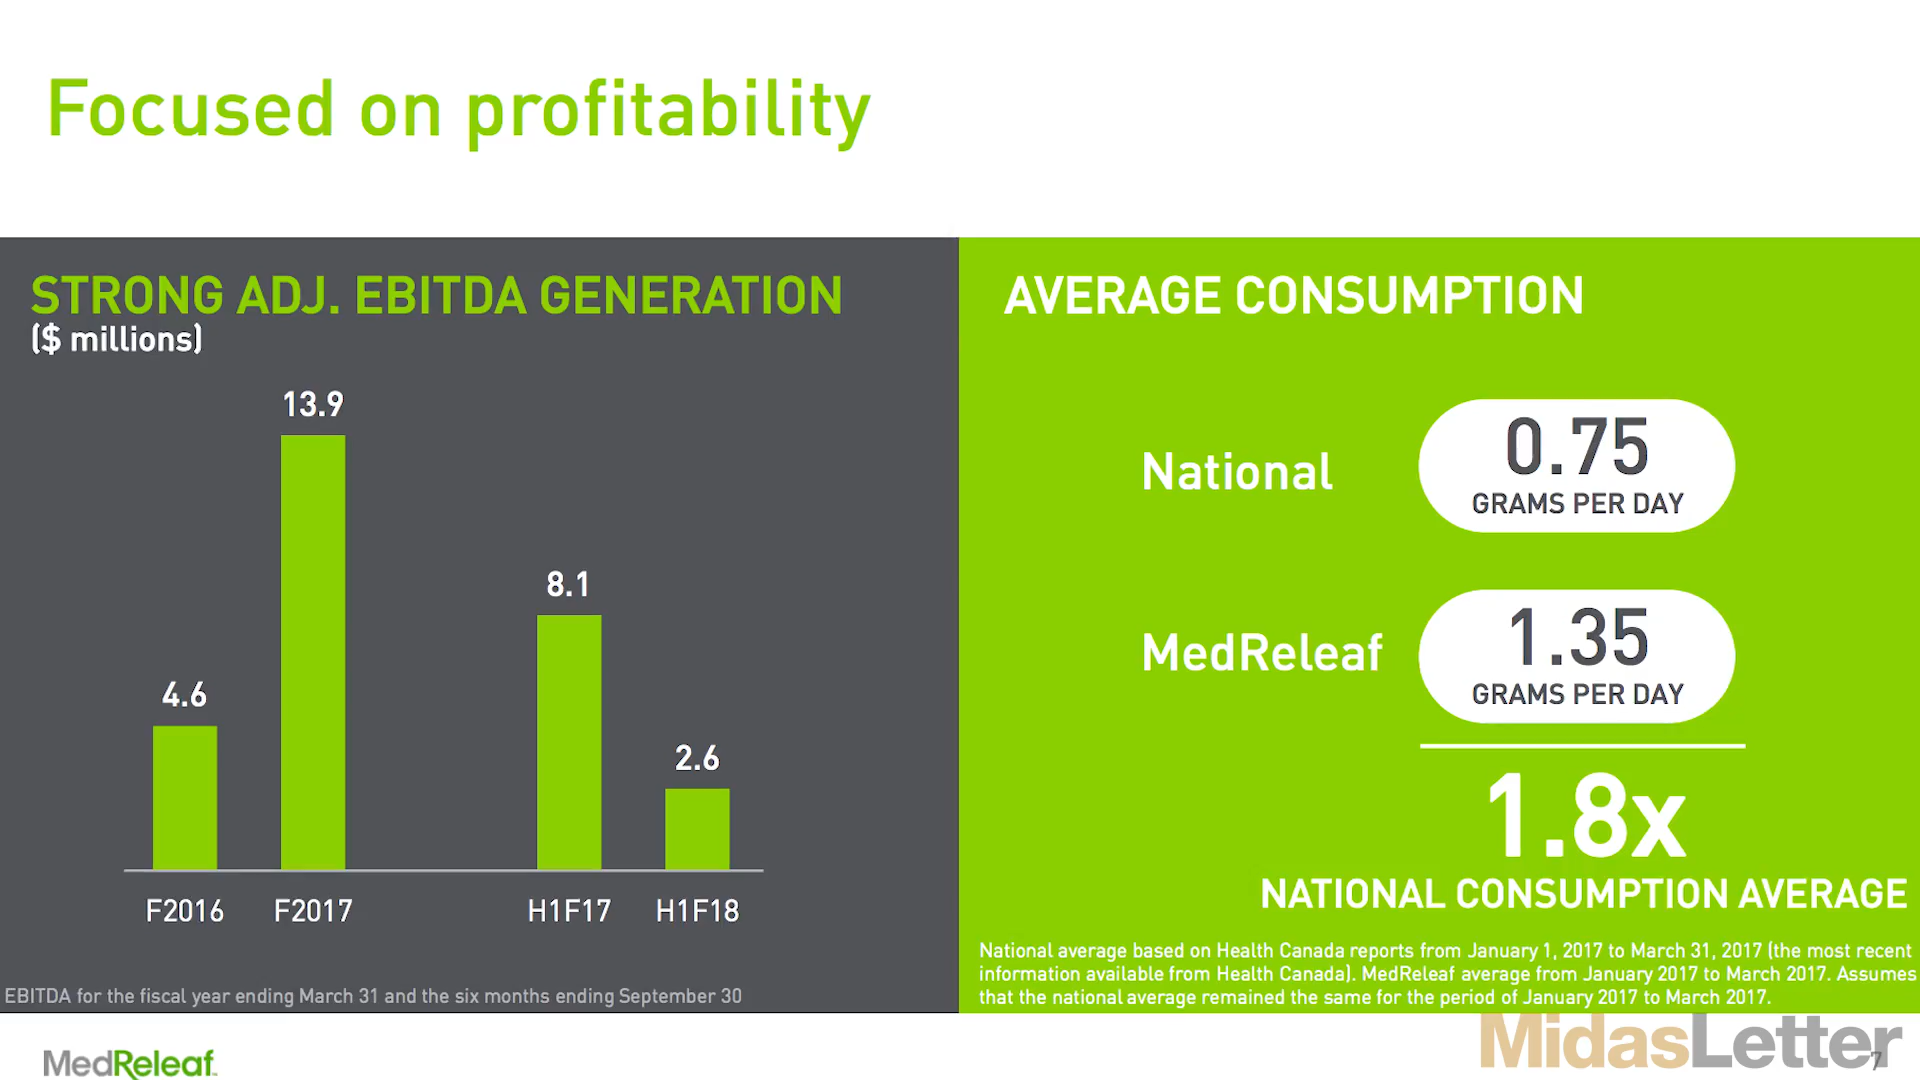 Focused on profitability
STRONG ADJ. EBITDA GENERATION
($ millions)
13.9
8.1
4.6
2.6
F2016 F2017 H1F17 H1F18
EBITDA for the fiscal year ending March 31 and the six months ending September 30
AVERAGE CONSUMPTION
National
0.75
GRAMS PER DAY
MedReleaf
1.35
GRAMS PER DAY
1.8x
NATIONAL CONSUMPTION AVERAGE
National average based on Health Canada reports from January 1, 2017 to March 31, 2017 (the most recent
information available from Health Canada). MedReleaf average from January 2017 to March 2017. Assumes
that the national average remained the same for the period of January 2017 to March 2017.
MedReleaf
MidasLetter
7